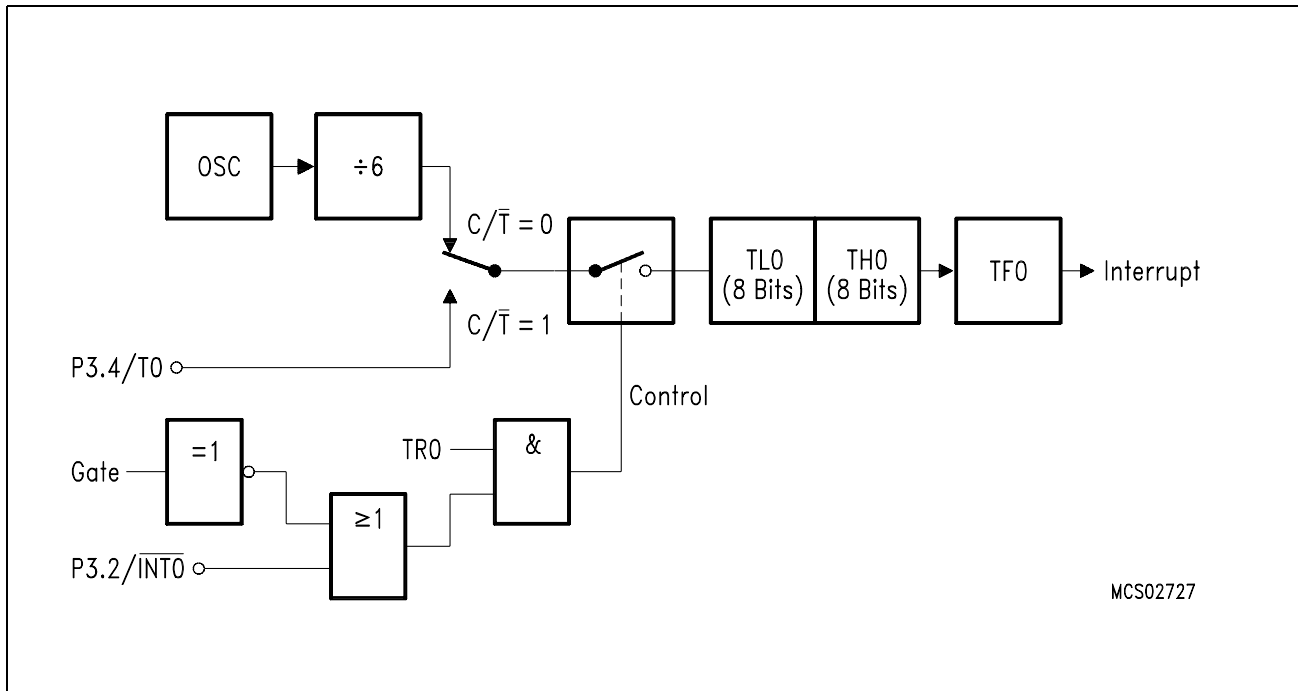 OSC
÷6
C/T̅ = 0
TL0
(8 Bits)
TH0
(8 Bits)
TF0
Interrupt
C/T̅ = 1
P3.4/T0
Control
=1
TR0
&
Gate
≥1
P3.2/I̅N̅T̅0̅
MCS02727